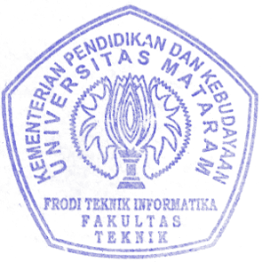 KEMENTERIAN PENDIDIKAN DAN KEBUDAYAAN
UNIVERSITAS MATARAM
FRODI TEKNIK INFORMATIKA
FAKULTAS
TEKNIK